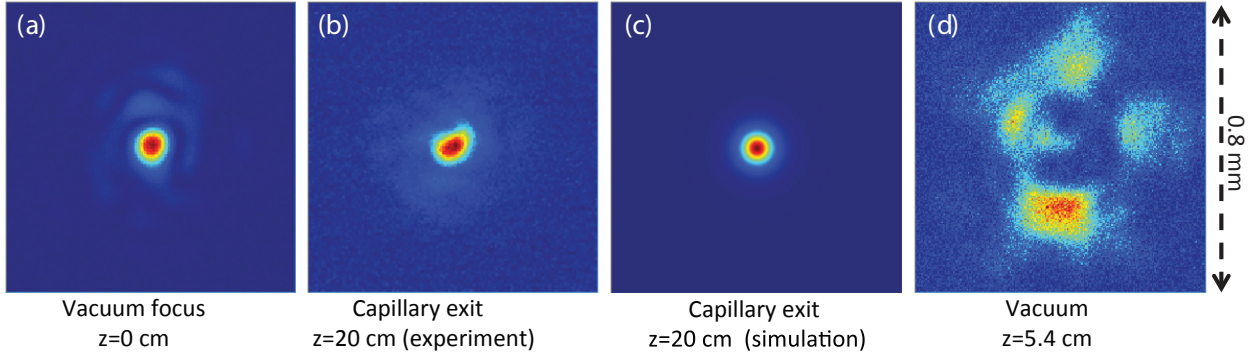 (a)
(b)
(c)
(d)
0.8 mm
Vacuum focus
z=0 cm
Capillary exit
z=20 cm (experiment)
Capillary exit
z=20 cm (simulation)
Vacuum
z=5.4 cm